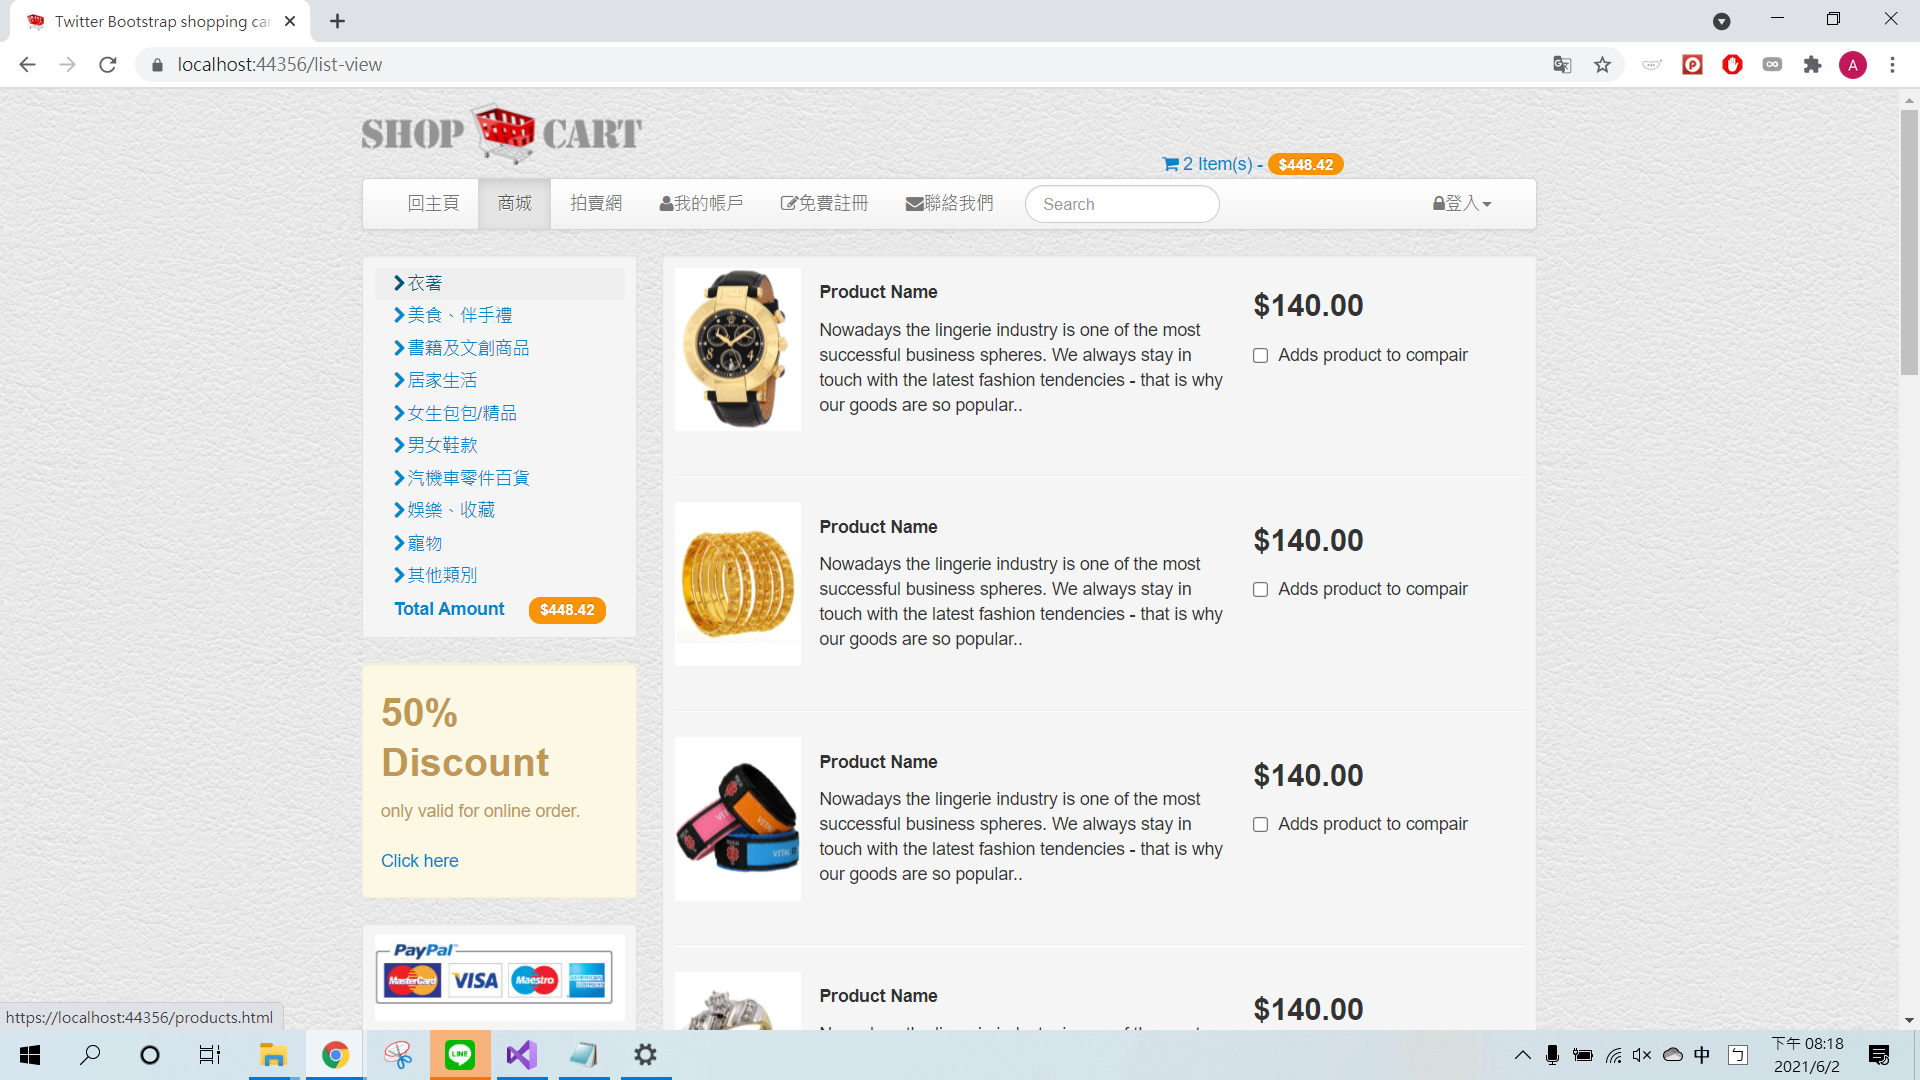 Twitter Bootstrap shopping car
localhost:44356/list-view
A
SHOP CART
2 Item(s) - $448.42
回主頁 商城 拍賣網 我的帳戶 免費註冊 聯絡我們 Search 登入
衣著
美食、伴手禮
書籍及文創商品
居家生活
女生包包/精品
男女鞋款
汽機車零件百貨
娛樂、收藏
寵物
其他類別
Total Amount $448.42
50%
Discount
only valid for online order.
Click here
PayPal
MasterCard VISA Maestro AMERICAN EXPRESS
Product Name
Nowadays the lingerie industry is one of the most
successful business spheres. We always stay in
touch with the latest fashion tendencies - that is why
our goods are so popular..
$140.00
Adds product to compair
Product Name
Nowadays the lingerie industry is one of the most
successful business spheres. We always stay in
touch with the latest fashion tendencies - that is why
our goods are so popular..
$140.00
Adds product to compair
Product Name
Nowadays the lingerie industry is one of the most
successful business spheres. We always stay in
touch with the latest fashion tendencies - that is why
our goods are so popular..
$140.00
Adds product to compair
Product Name
$140.00
https://localhost:44356/products.html
LINE
中
下午 08:18
2021/6/2